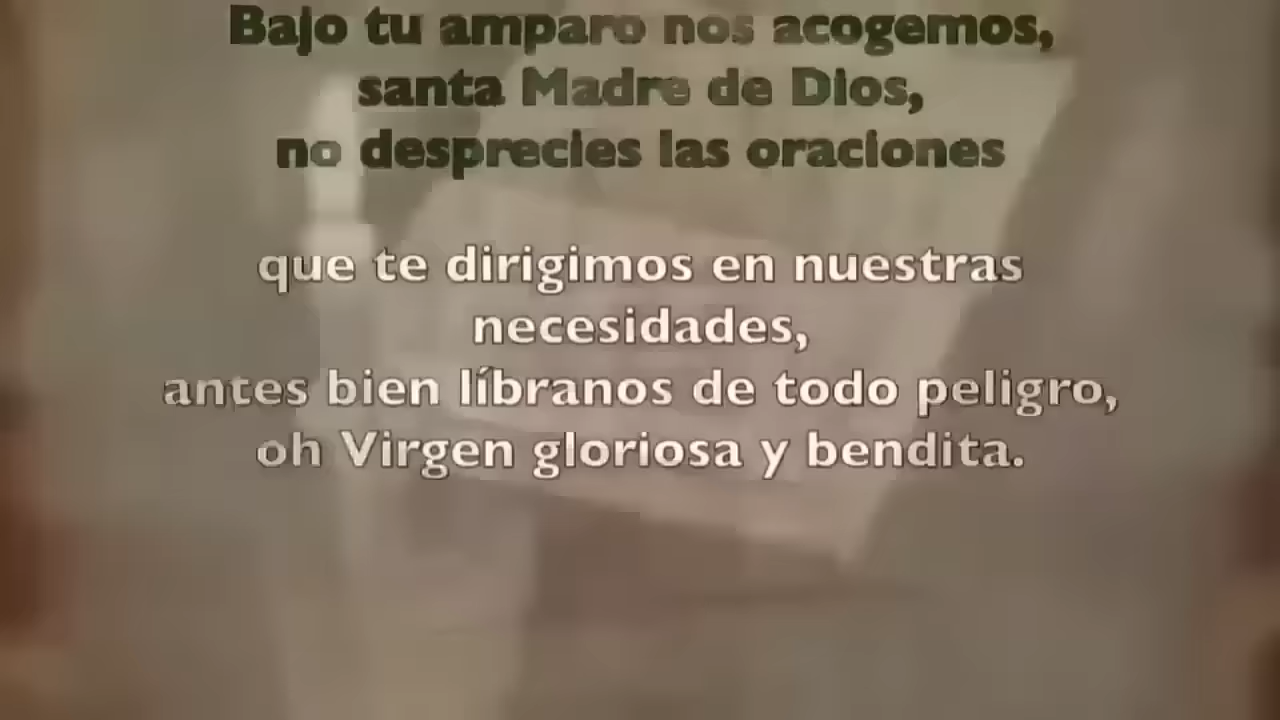 Bajo tu amparo nos acogemos,
santa Madre de Dios,
no desprecies las oraciones
que te dirigimos en nuestras
necesidades,
antes bien líbranos de todo peligro,
oh Virgen gloriosa y bendita.